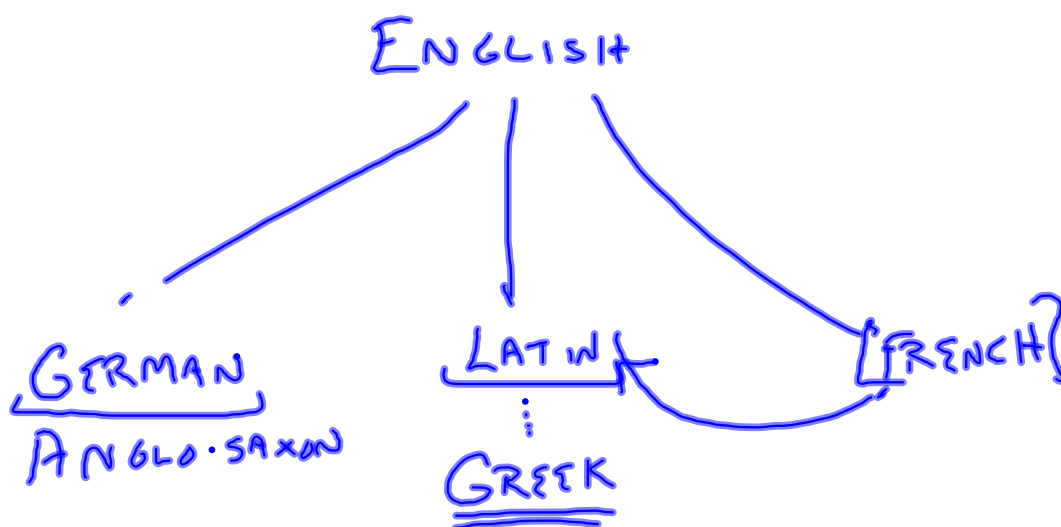 ENGLISH
GERMAN LATIN [FRENCH]
ANGLO-SAXON
GREEK